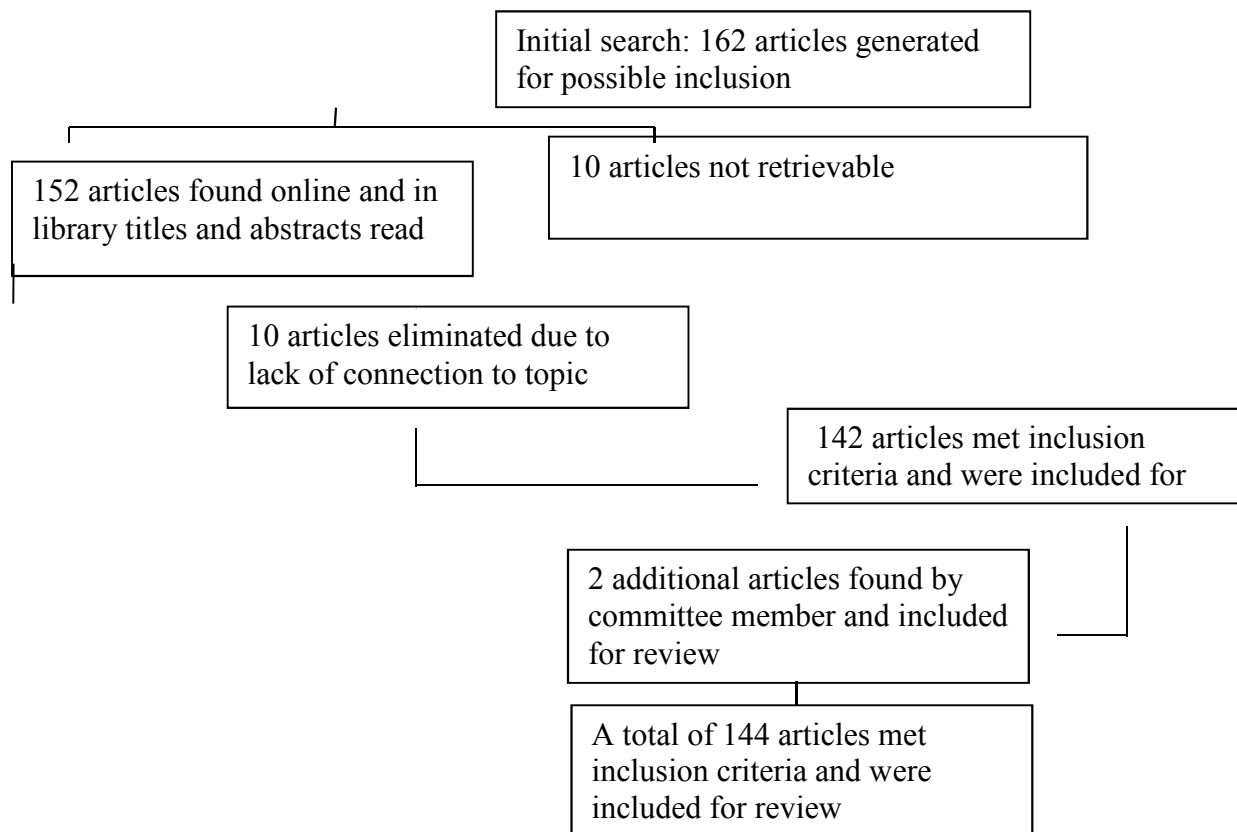 Initial search: 162 articles generated
for possible inclusion
152 articles found online and in
library titles and abstracts read
10 articles not retrievable
10 articles eliminated due to
lack of connection to topic
142 articles met inclusion
criteria and were included for
2 additional articles found by
committee member and included
for review
A total of 144 articles met
inclusion criteria and were
included for review